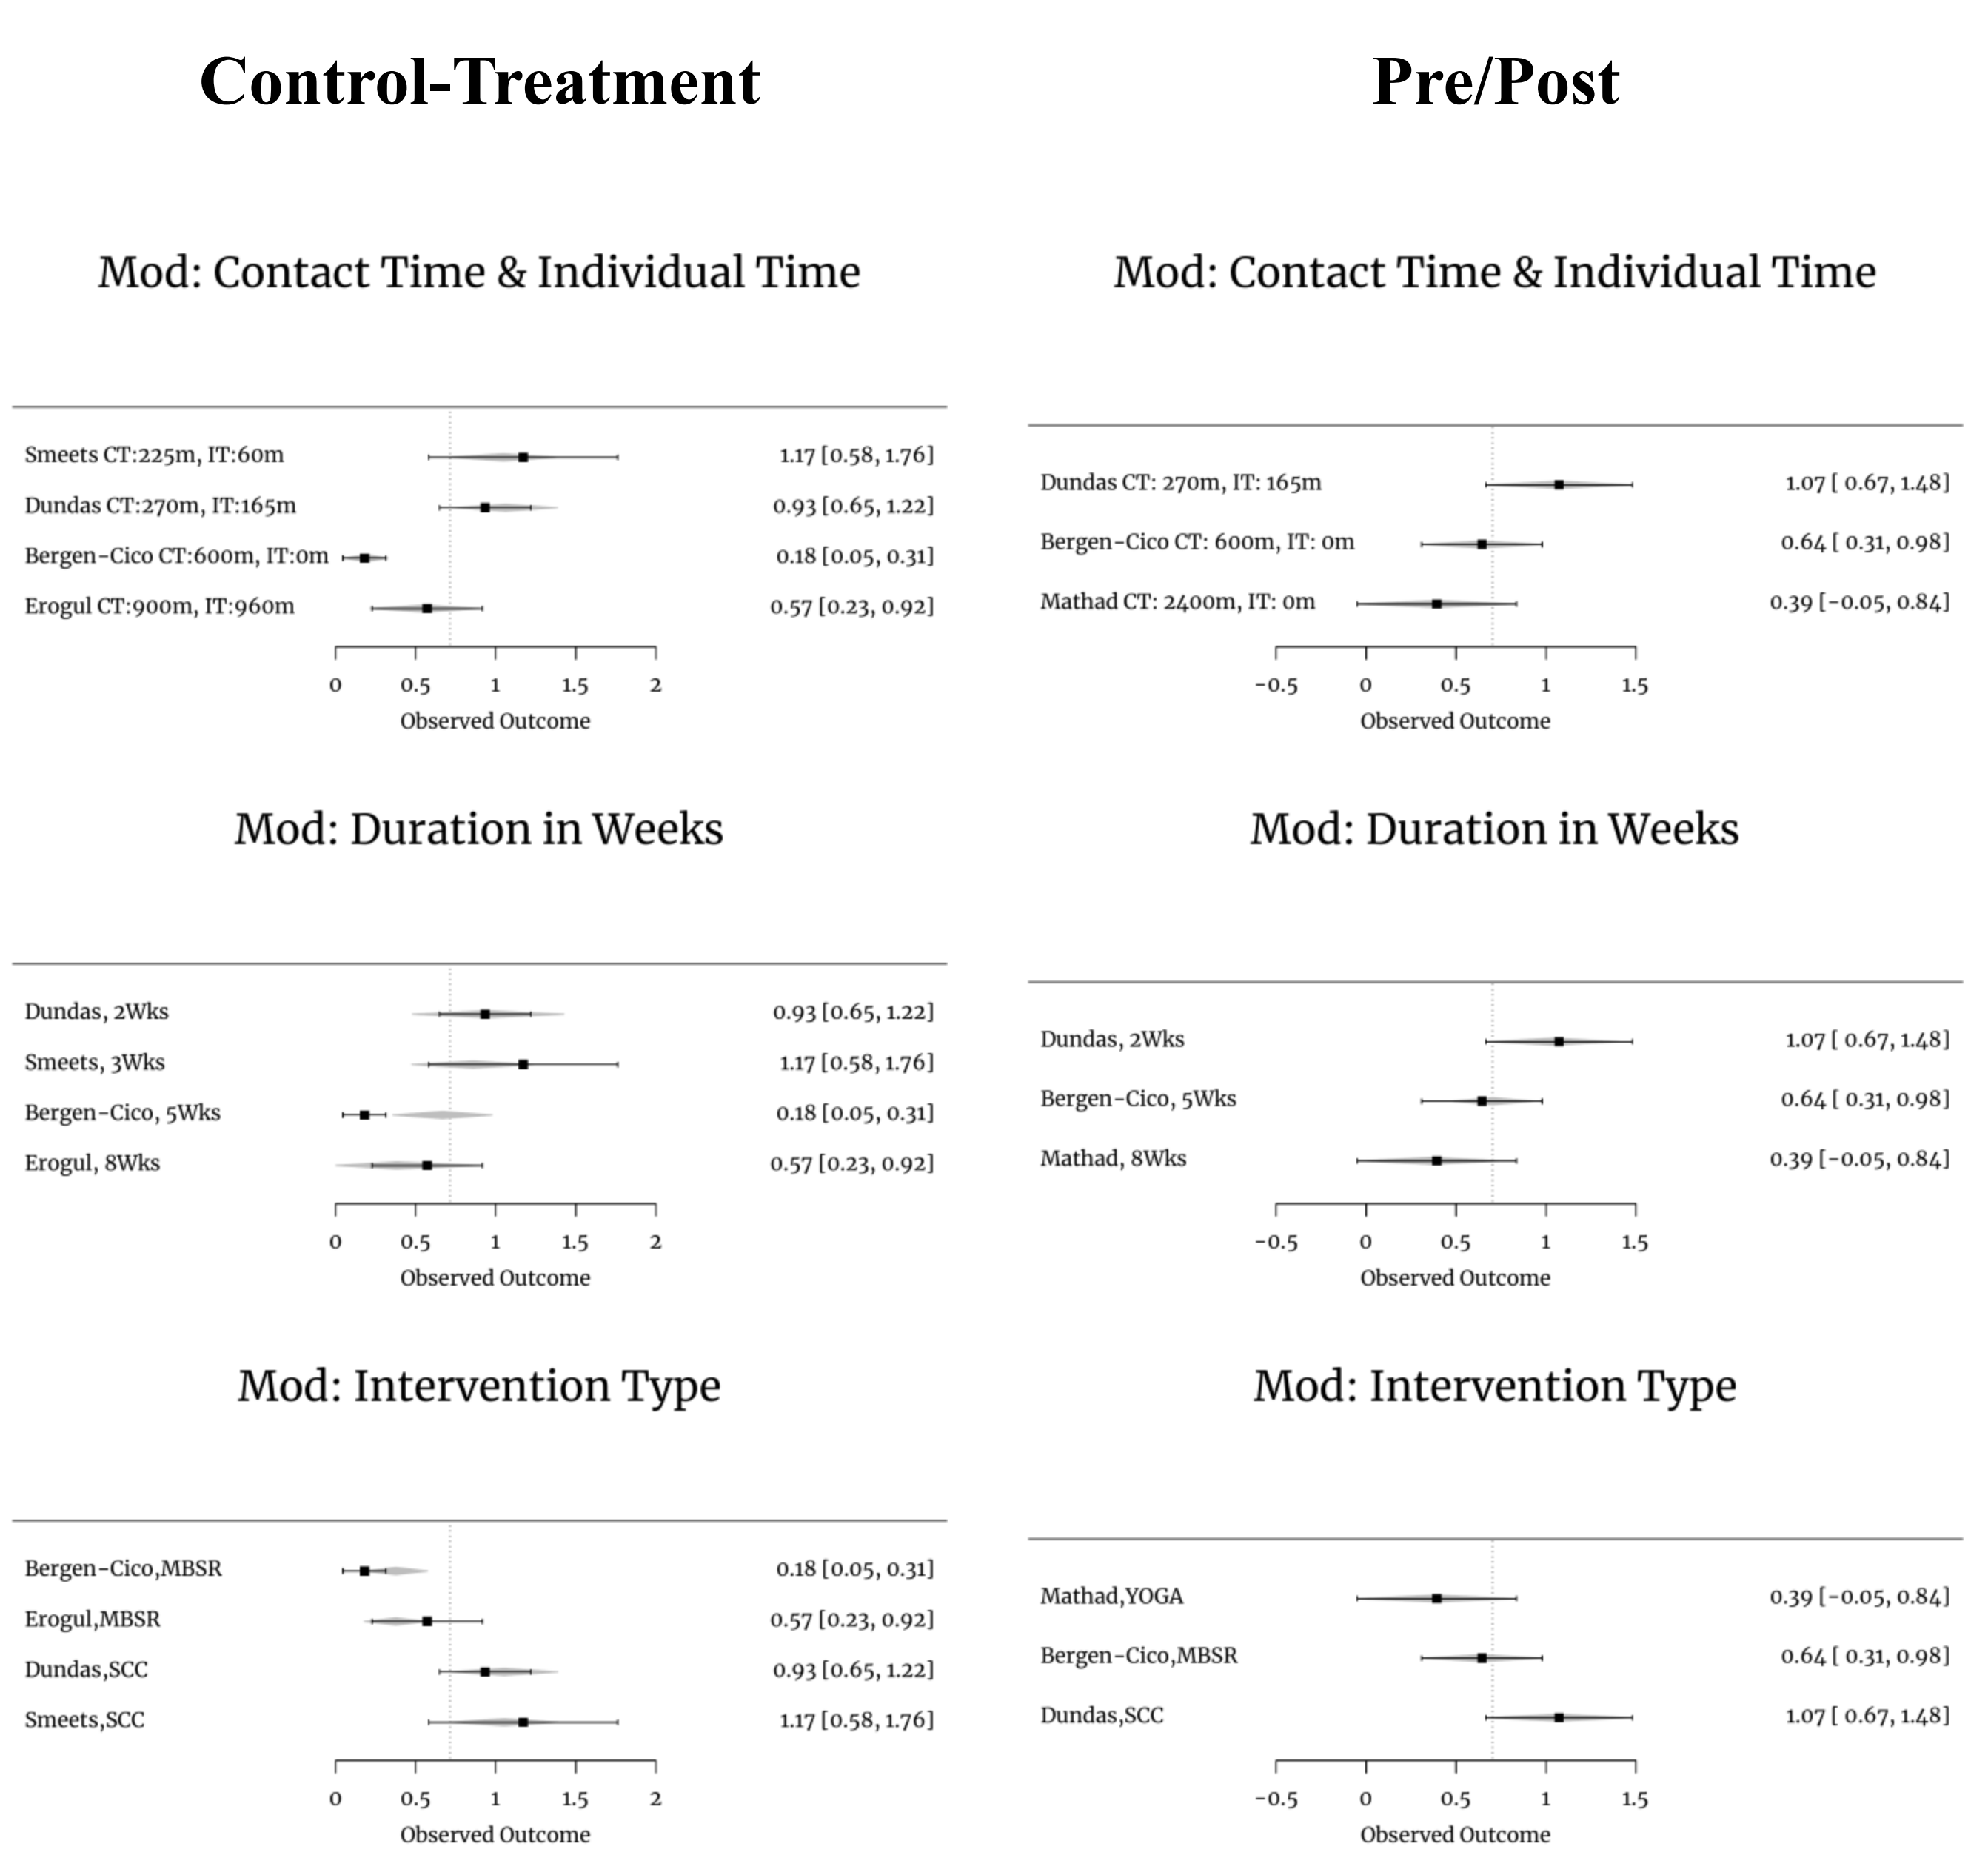 Control-Treatment
Pre/Post
Mod: Contact Time & Individual Time
Smeets CT:225m, IT:60m 1.17 [0.58, 1.76]
Dundas CT:270m, IT:165m 0.93 [0.65, 1.22]
Bergen-Cico CT:600m, IT:0m 0.18 [0.05, 0.31]
Erogul CT:900m, IT:960m 0.57 [0.23, 0.92]
0 0.5 1 1.5 2
Observed Outcome
Mod: Contact Time & Individual Time
Dundas CT: 270m, IT: 165m 1.07 [ 0.67, 1.48]
Bergen-Cico CT: 600m, IT: 0m 0.64 [ 0.31, 0.98]
Mathad CT: 2400m, IT: 0m 0.39 [-0.05, 0.84]
-0.5 0 0.5 1 1.5
Observed Outcome
Mod: Duration in Weeks
Dundas, 2Wks 0.93 [0.65, 1.22]
Smeets, 3Wks 1.17 [0.58, 1.76]
Bergen-Cico, 5Wks 0.18 [0.05, 0.31]
Erogul, 8Wks 0.57 [0.23, 0.92]
0 0.5 1 1.5 2
Observed Outcome
Mod: Duration in Weeks
Dundas, 2Wks 1.07 [ 0.67, 1.48]
Bergen-Cico, 5Wks 0.64 [ 0.31, 0.98]
Mathad, 8Wks 0.39 [-0.05, 0.84]
-0.5 0 0.5 1 1.5
Observed Outcome
Mod: Intervention Type
Bergen-Cico,MBSR 0.18 [0.05, 0.31]
Erogul,MBSR 0.57 [0.23, 0.92]
Dundas,SCC 0.93 [0.65, 1.22]
Smeets,SCC 1.17 [0.58, 1.76]
0 0.5 1 1.5 2
Observed Outcome
Mod: Intervention Type
Mathad,YOGA 0.39 [-0.05, 0.84]
Bergen-Cico,MBSR 0.64 [ 0.31, 0.98]
Dundas,SCC 1.07 [ 0.67, 1.48]
-0.5 0 0.5 1 1.5
Observed Outcome